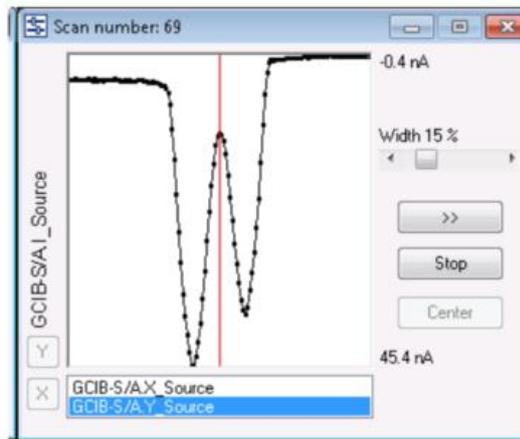 Scan number: 69
-0.4 nA
Width 15 %
GCIB-S/A I_Source
>>
Stop
Center
Y
45.4 nA
X
GCIB-S/A.X_Source
GCIB-S/A.Y_Source